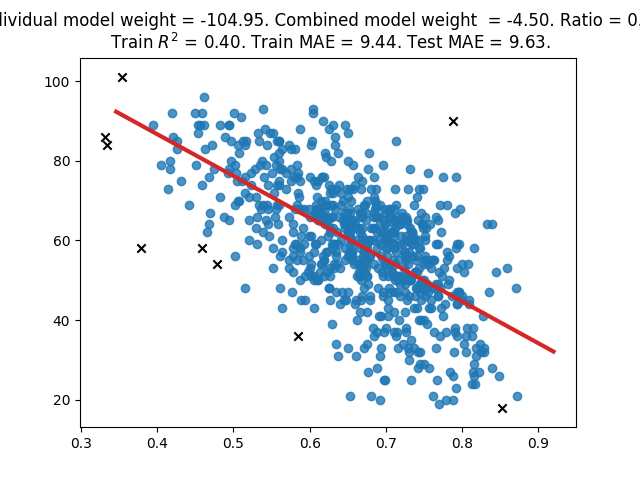 dividual model weight = -104.95. Combined model weight  = -4.50. Ratio = 0.
Train R² = 0.40. Train MAE = 9.44. Test MAE = 9.63.
100
80
60
40
20
0.3 0.4 0.5 0.6 0.7 0.8 0.9